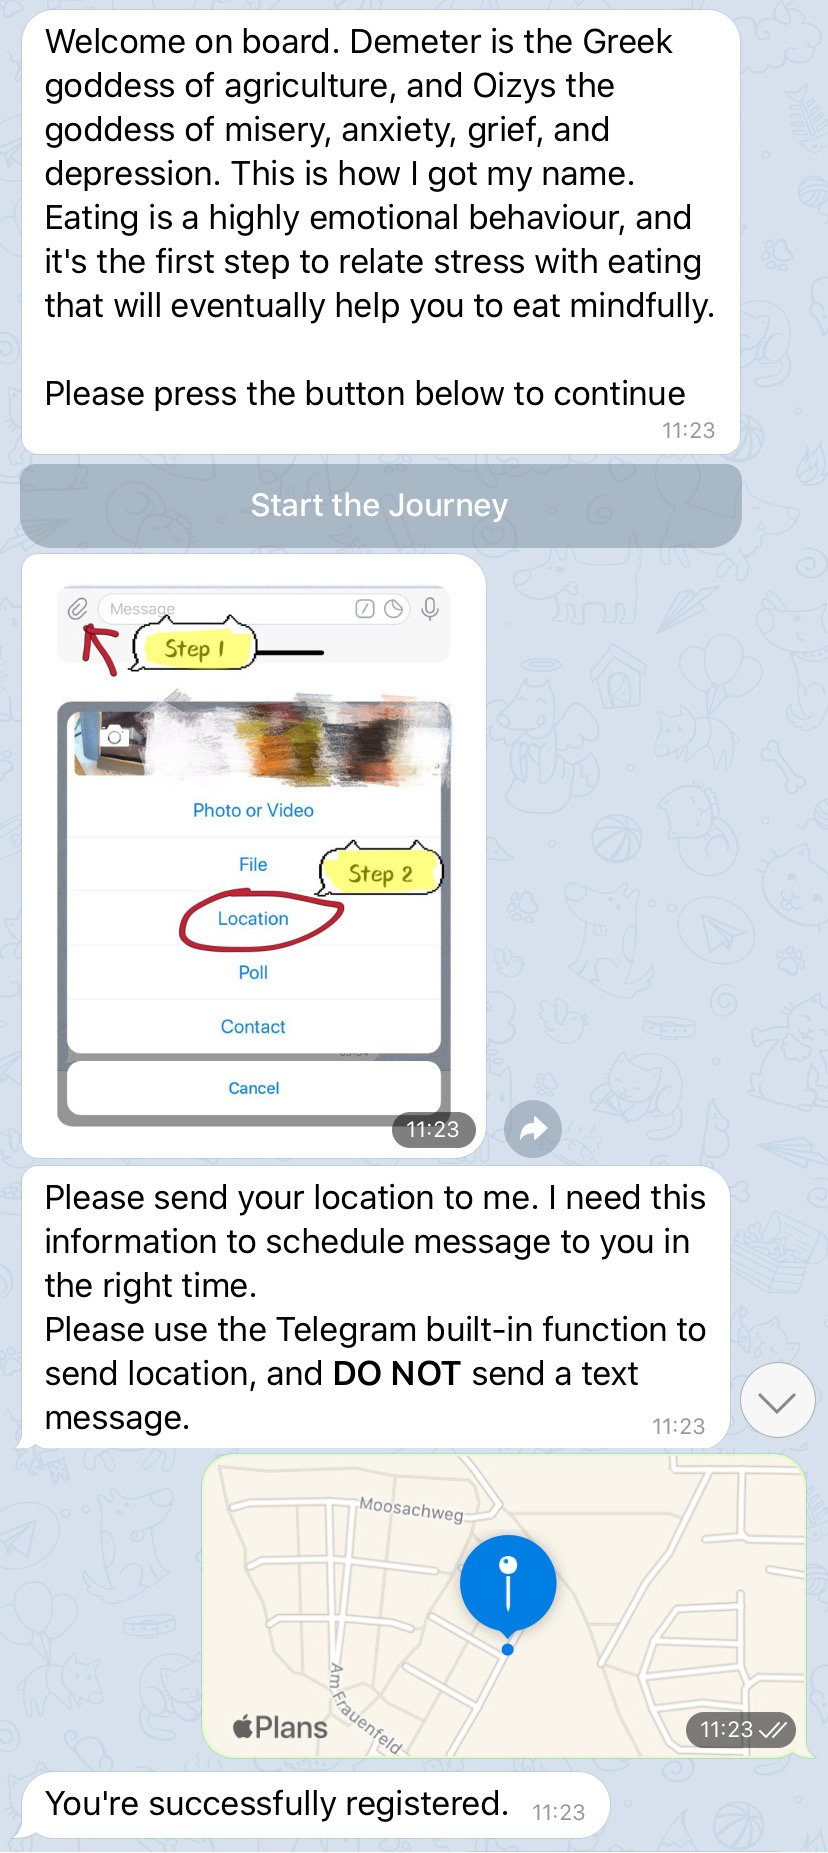 Welcome on board. Demeter is the Greek
goddess of agriculture, and Oizys the
goddess of misery, anxiety, grief, and
depression. This is how I got my name.
Eating is a highly emotional behaviour, and
it's the first step to relate stress with eating
that will eventually help you to eat mindfully.
Please press the button below to continue
11:23
Start the Journey
Message
Step 1
Photo or Video
File
Step 2
Location
Poll
Contact
Cancel
11:23
Please send your location to me. I need this
information to schedule message to you in
the right time.
Please use the Telegram built-in function to
send location, and DO NOT send a text
message.
11:23
Moosachweg
Am Frauenfeld
Plans
11:23
You're successfully registered. 11:23